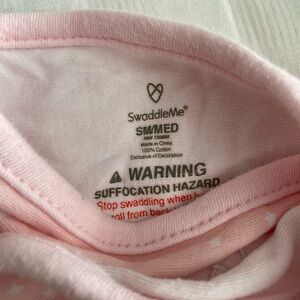 SwaddleMe®
SM/MED
Made in China
100% Cotton
Exclusive of Decoration
WARNING
SUFFOCATION HAZARD
Stop swaddling when b
roll from back